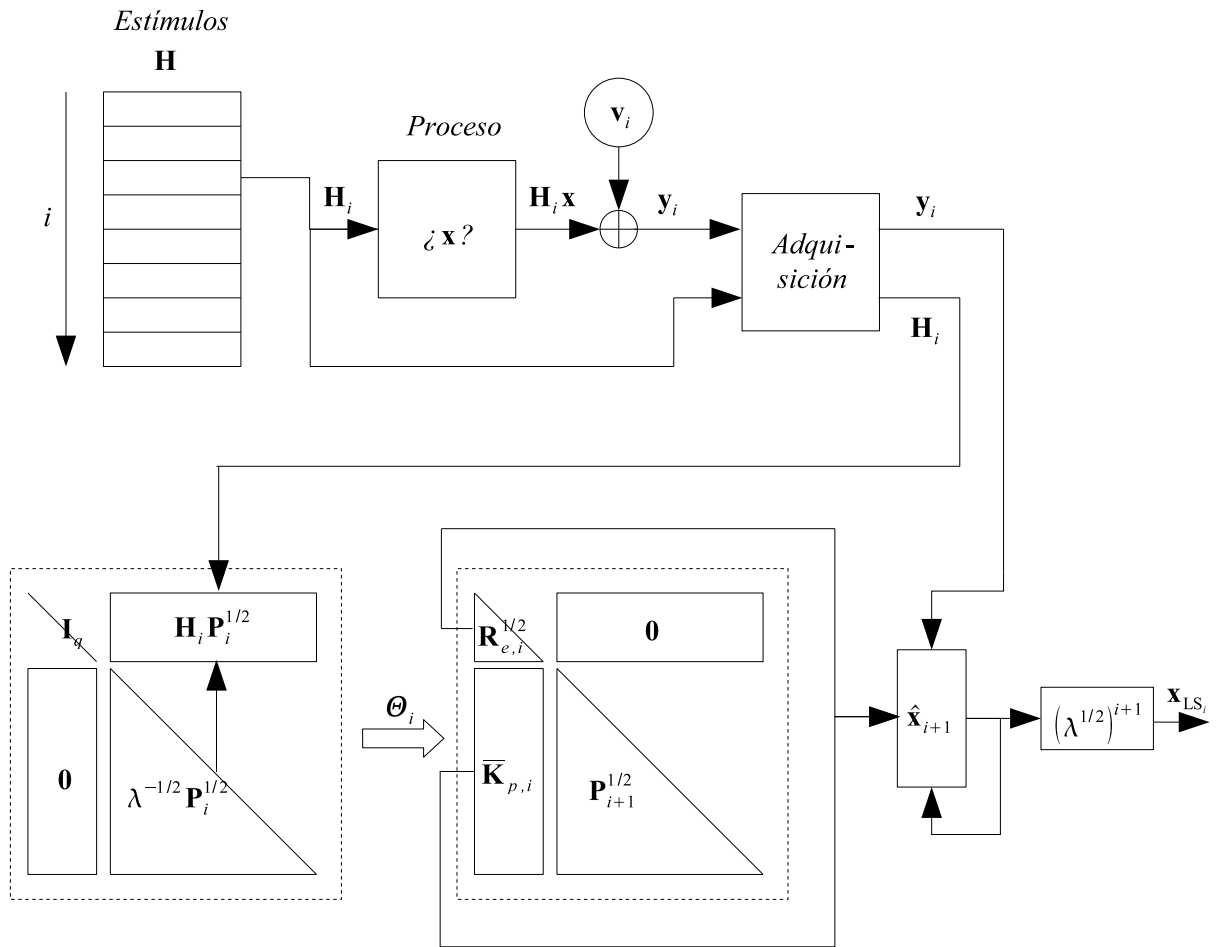 Estímulos
H
i
Proceso
v_i
H_i
¿x?
H_i x
y_i
Adqui-
sición
y_i
H_i
I_q
H_i P_i^{1/2}
0
λ^{-1/2} P_i^{1/2}
Θ_i
R_{e,i}^{1/2}
0
K̅_{p,i}
P_{i+1}^{1/2}
x̂_{i+1}
(λ^{1/2})^{i+1}
x_{LS_i}